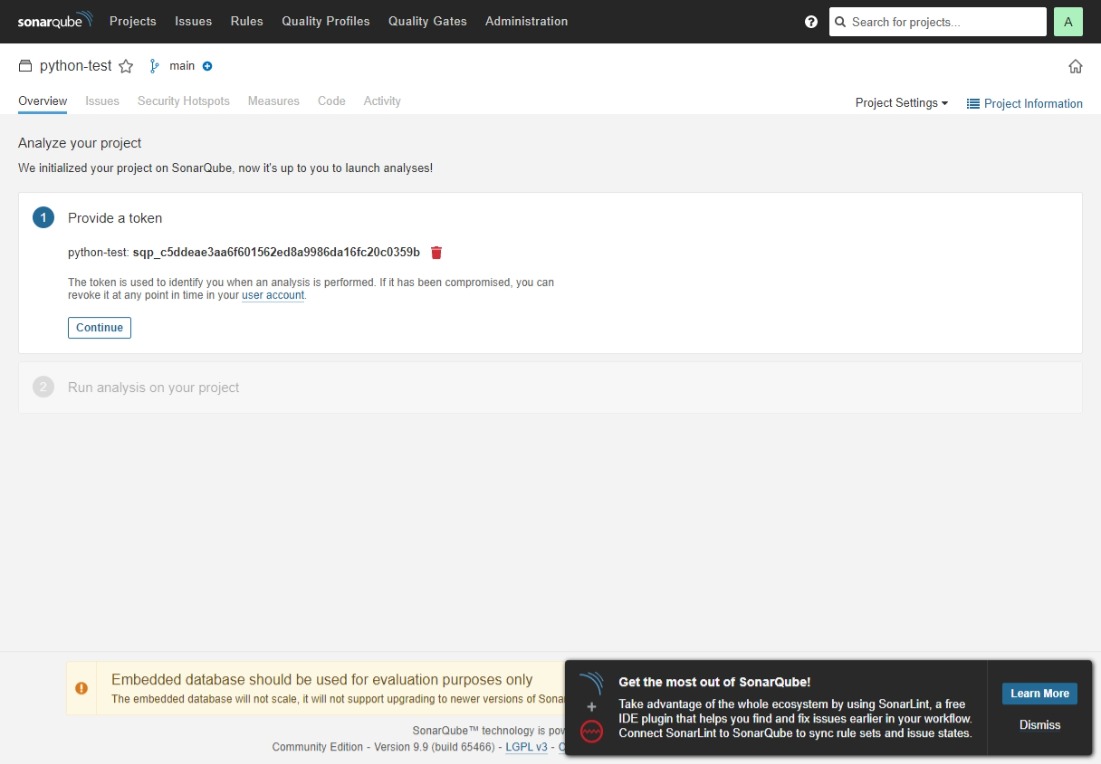 sonarqube Projects Issues Rules Quality Profiles Quality Gates Administration ? Search for projects... A
python-test main
Overview Issues Security Hotspots Measures Code Activity Project Settings Project Information
Analyze your project
We initialized your project on SonarQube, now it's up to you to launch analyses!
1 Provide a token
python-test: sqp_c5ddeae3aa6f601562ed8a9986da16fc20c0359b
The token is used to identify you when an analysis is performed. If it has been compromised, you can
revoke it at any point in time in your user account.
Continue
2 Run analysis on your project
Embedded database should be used for evaluation purposes only
The embedded database will not scale, it will not support upgrading to newer versions of Sona
SonarQube™ technology is pow
Community Edition - Version 9.9 (build 65466) - LGPL v3 -
Get the most out of SonarQube!
Take advantage of the whole ecosystem by using SonarLint, a free
IDE plugin that helps you find and fix issues earlier in your workflow.
Connect SonarLint to SonarQube to sync rule sets and issue states.
Learn More
Dismiss